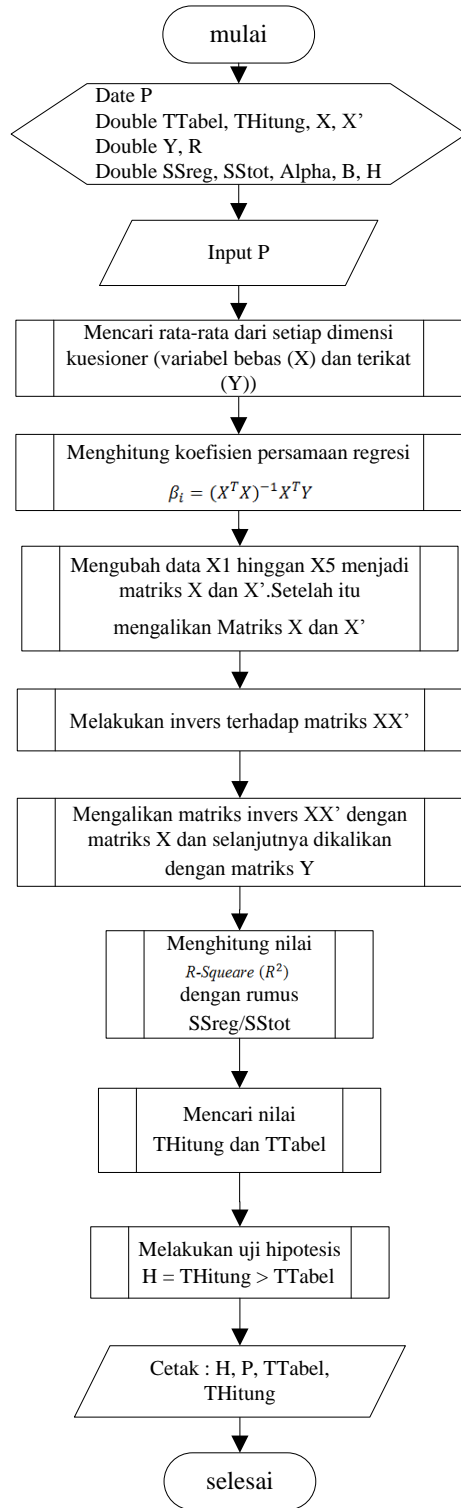 mulai
Date P
Double TTabel, THitung, X, X’
Double Y, R
Double SSreg, SStot, Alpha, B, H
Input P
Mencari rata-rata dari setiap dimensi
kuesioner (variabel bebas (X) dan terikat
(Y))
Menghitung koefisien persamaan regresi
βᵢ = (XᵀX)⁻¹XᵀY
Mengubah data X1 hinggan X5 menjadi
matriks X dan X’.Setelah itu
mengalikan Matriks X dan X’
Melakukan invers terhadap matriks XX’
Mengalikan matriks invers XX’ dengan
matriks X dan selanjutnya dikalikan
dengan matriks Y
Menghitung nilai
R-Squeare (R²)
dengan rumus
SSreg/SStot
Mencari nilai
THitung dan TTabel
Melakukan uji hipotesis
H = THitung > TTabel
Cetak : H, P, TTabel,
THitung
selesai